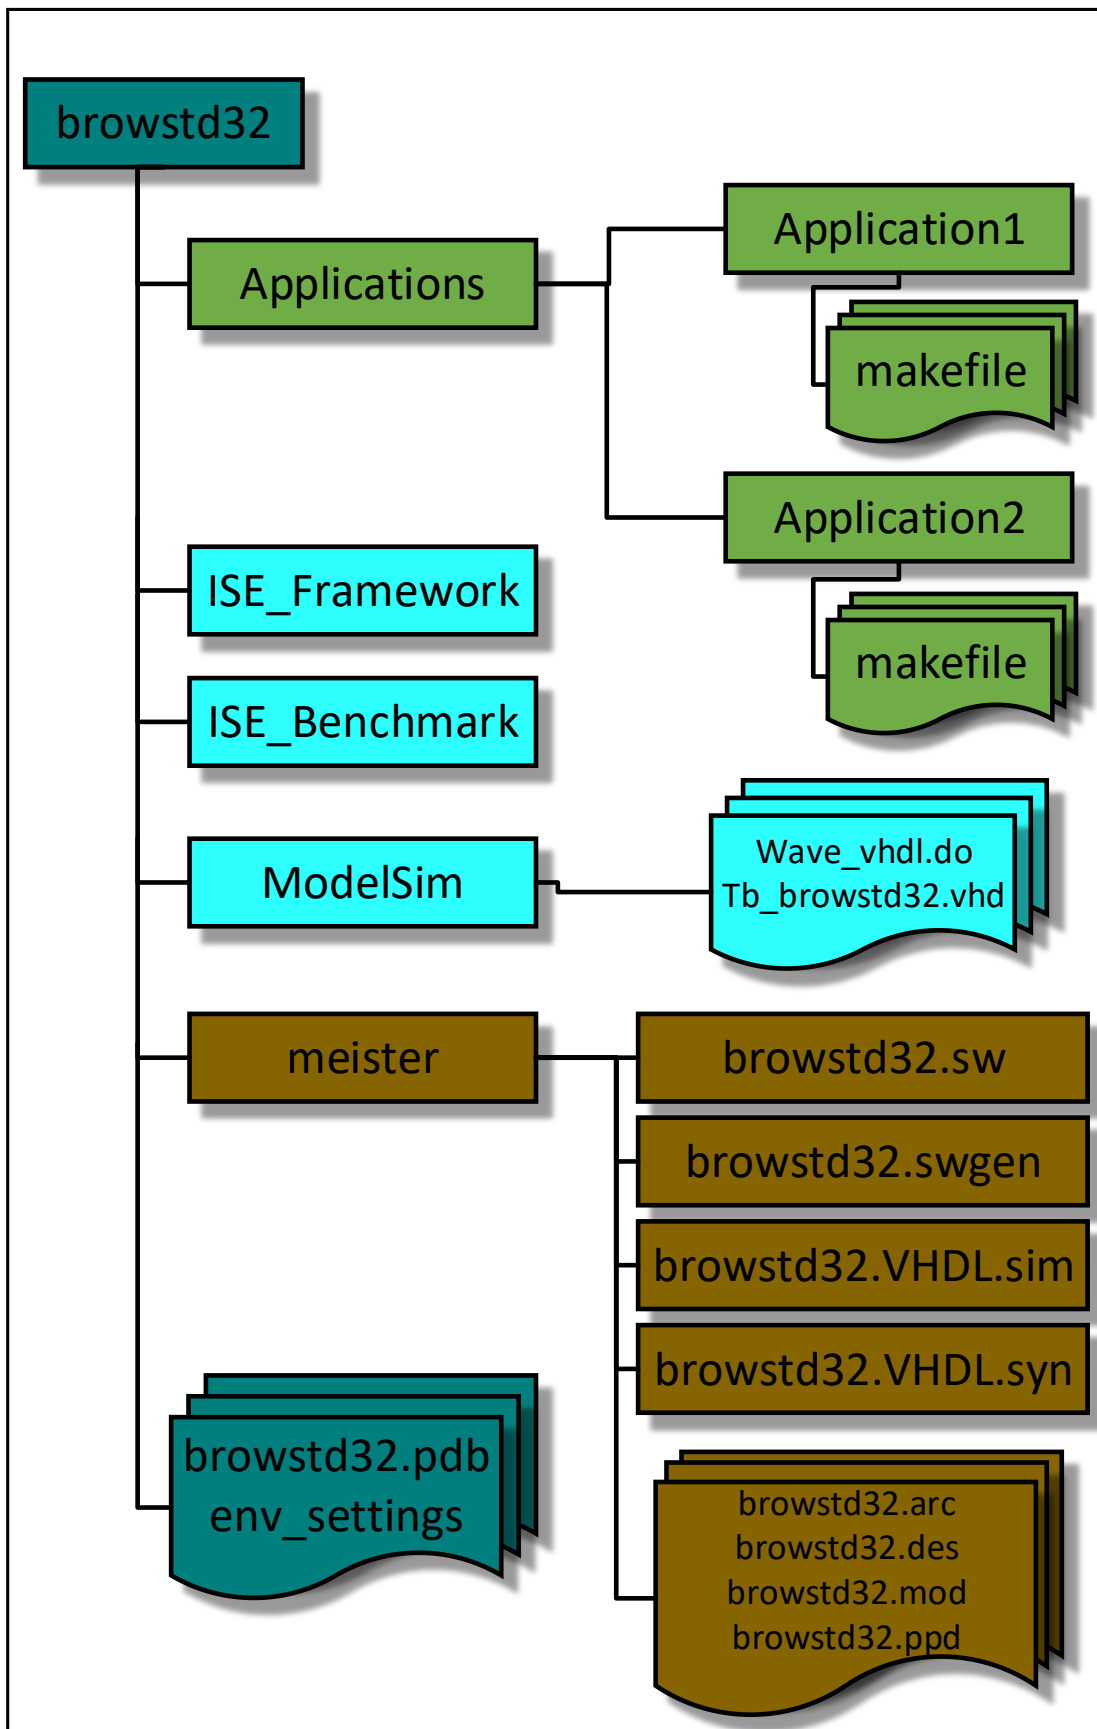 browstd32
Applications
Application1
makefile
Application2
makefile
ISE_Framework
ISE_Benchmark
ModelSim
Wave_vhdl.do
Tb_browstd32.vhd
meister
browstd32.sw
browstd32.swgen
browstd32.VHDL.sim
browstd32.VHDL.syn
browstd32.arc
browstd32.des
browstd32.mod
browstd32.ppd
browstd32.pdb
env_settings